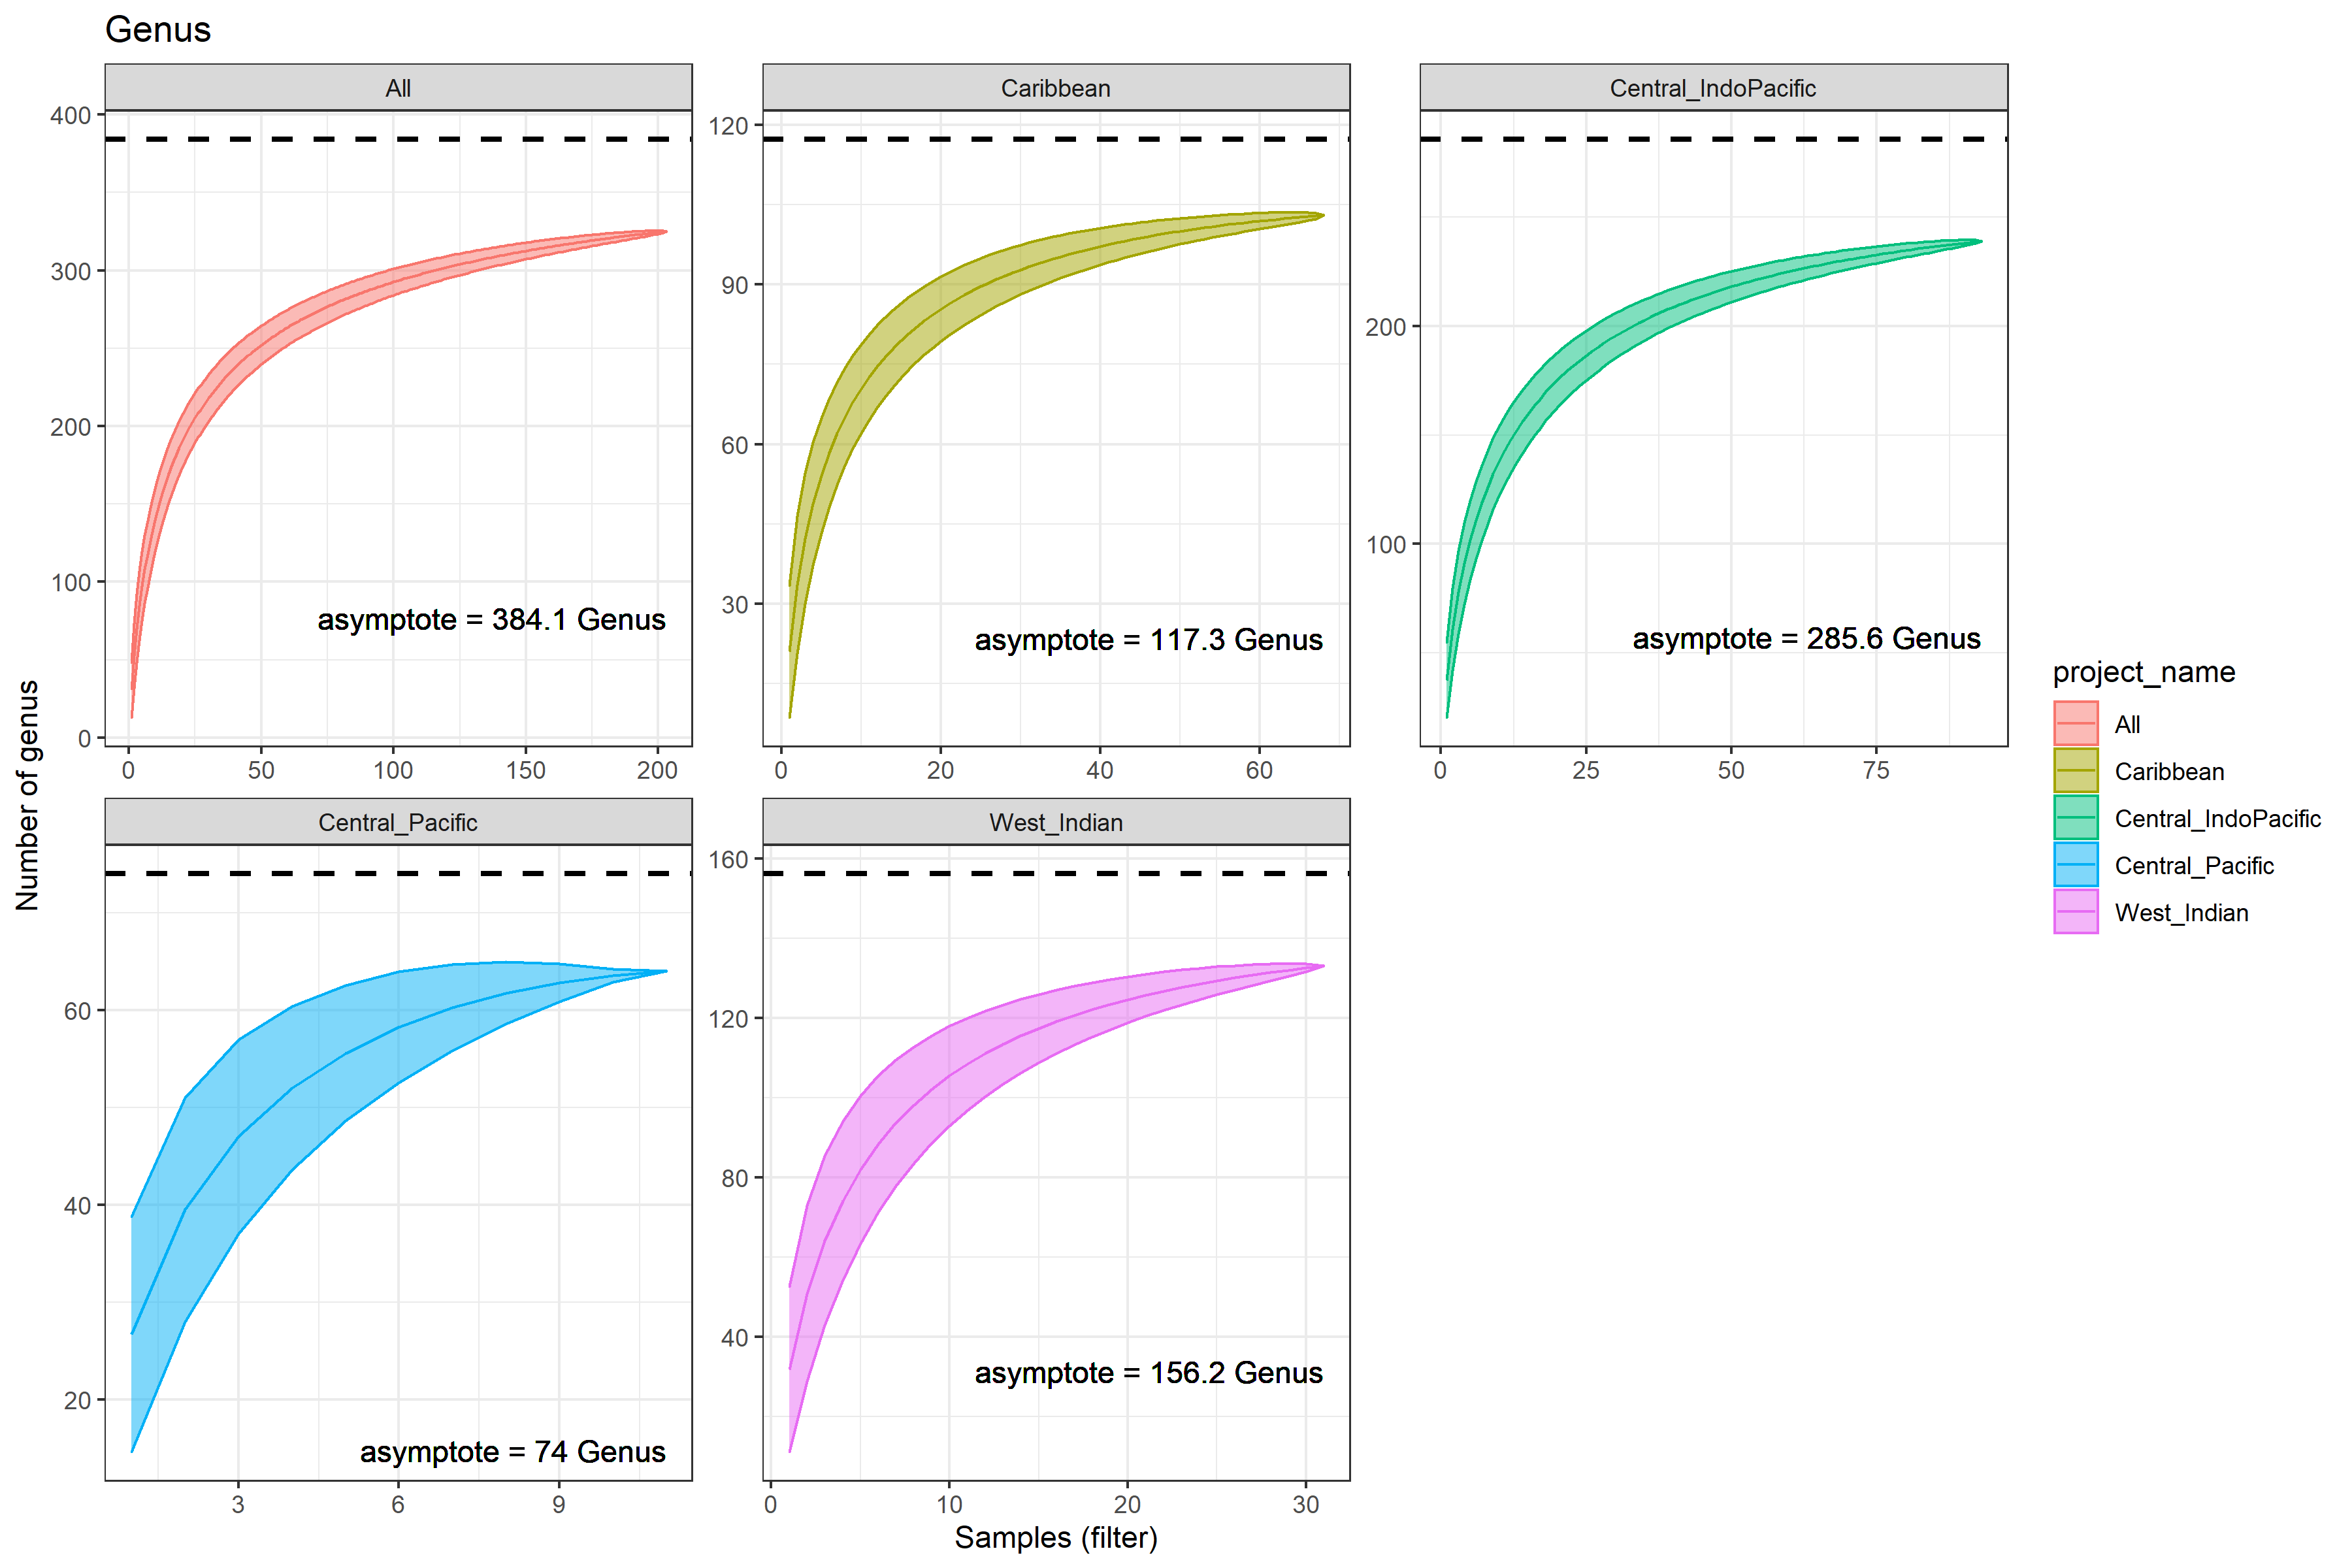 Genus
All
Caribbean
Central_IndoPacific
400
300
200
100
0
120
90
60
30
200
100
asymptote = 384.1 Genus
asymptote = 117.3 Genus
asymptote = 285.6 Genus
0 50 100 150 200
0 20 40 60
0 25 50 75
Number of genus
Central_Pacific
West_Indian
60
40
20
160
120
80
40
asymptote = 74 Genus
asymptote = 156.2 Genus
3 6 9
0 10 20 30
Samples (filter)
project_name
All
Caribbean
Central_IndoPacific
Central_Pacific
West_Indian